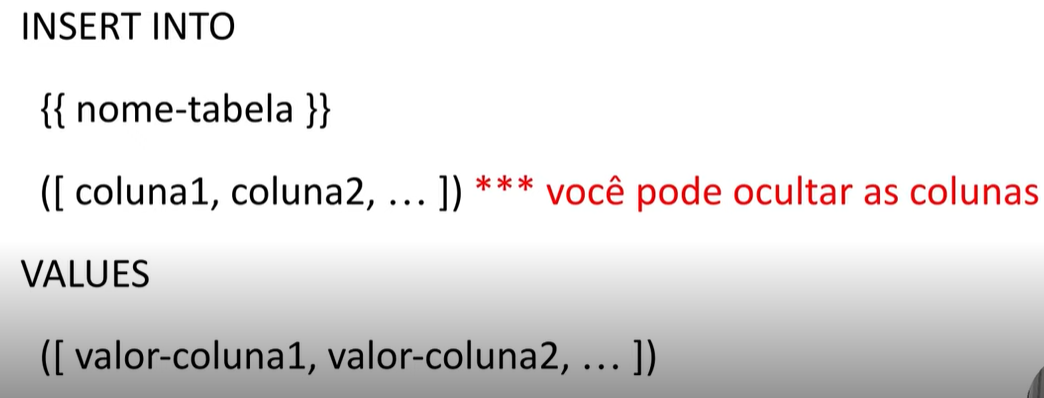 INSERT INTO
{{ nome-tabela }}
([ coluna1, coluna2, ... ]) *** você pode ocultar as colunas
VALUES
([ valor-coluna1, valor-coluna2, ... ])